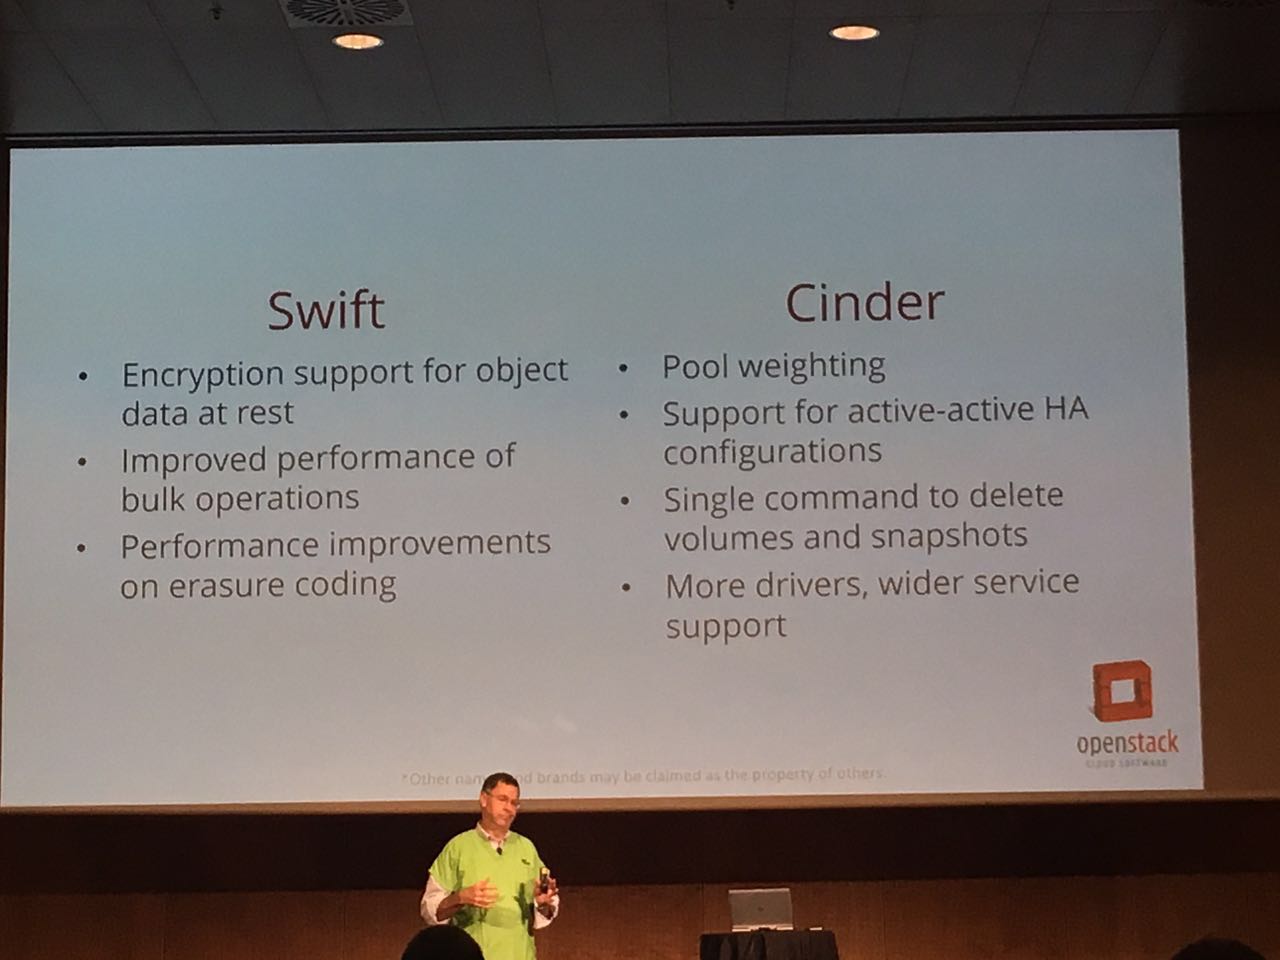 Swift
• Encryption support for object
data at rest
• Improved performance of
bulk operations
• Performance improvements
on erasure coding
Cinder
• Pool weighting
• Support for active-active HA
configurations
• Single command to delete
volumes and snapshots
• More drivers, wider service
support
openstack
CLOUD SOFTWARE
*Other nam nd brands may be claimed as the property of others.